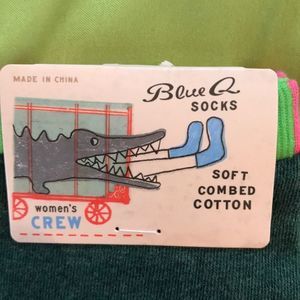 MADE IN CHINA
Blue Q
SOCKS
SOFT
COMBED
COTTON
women's
CREW